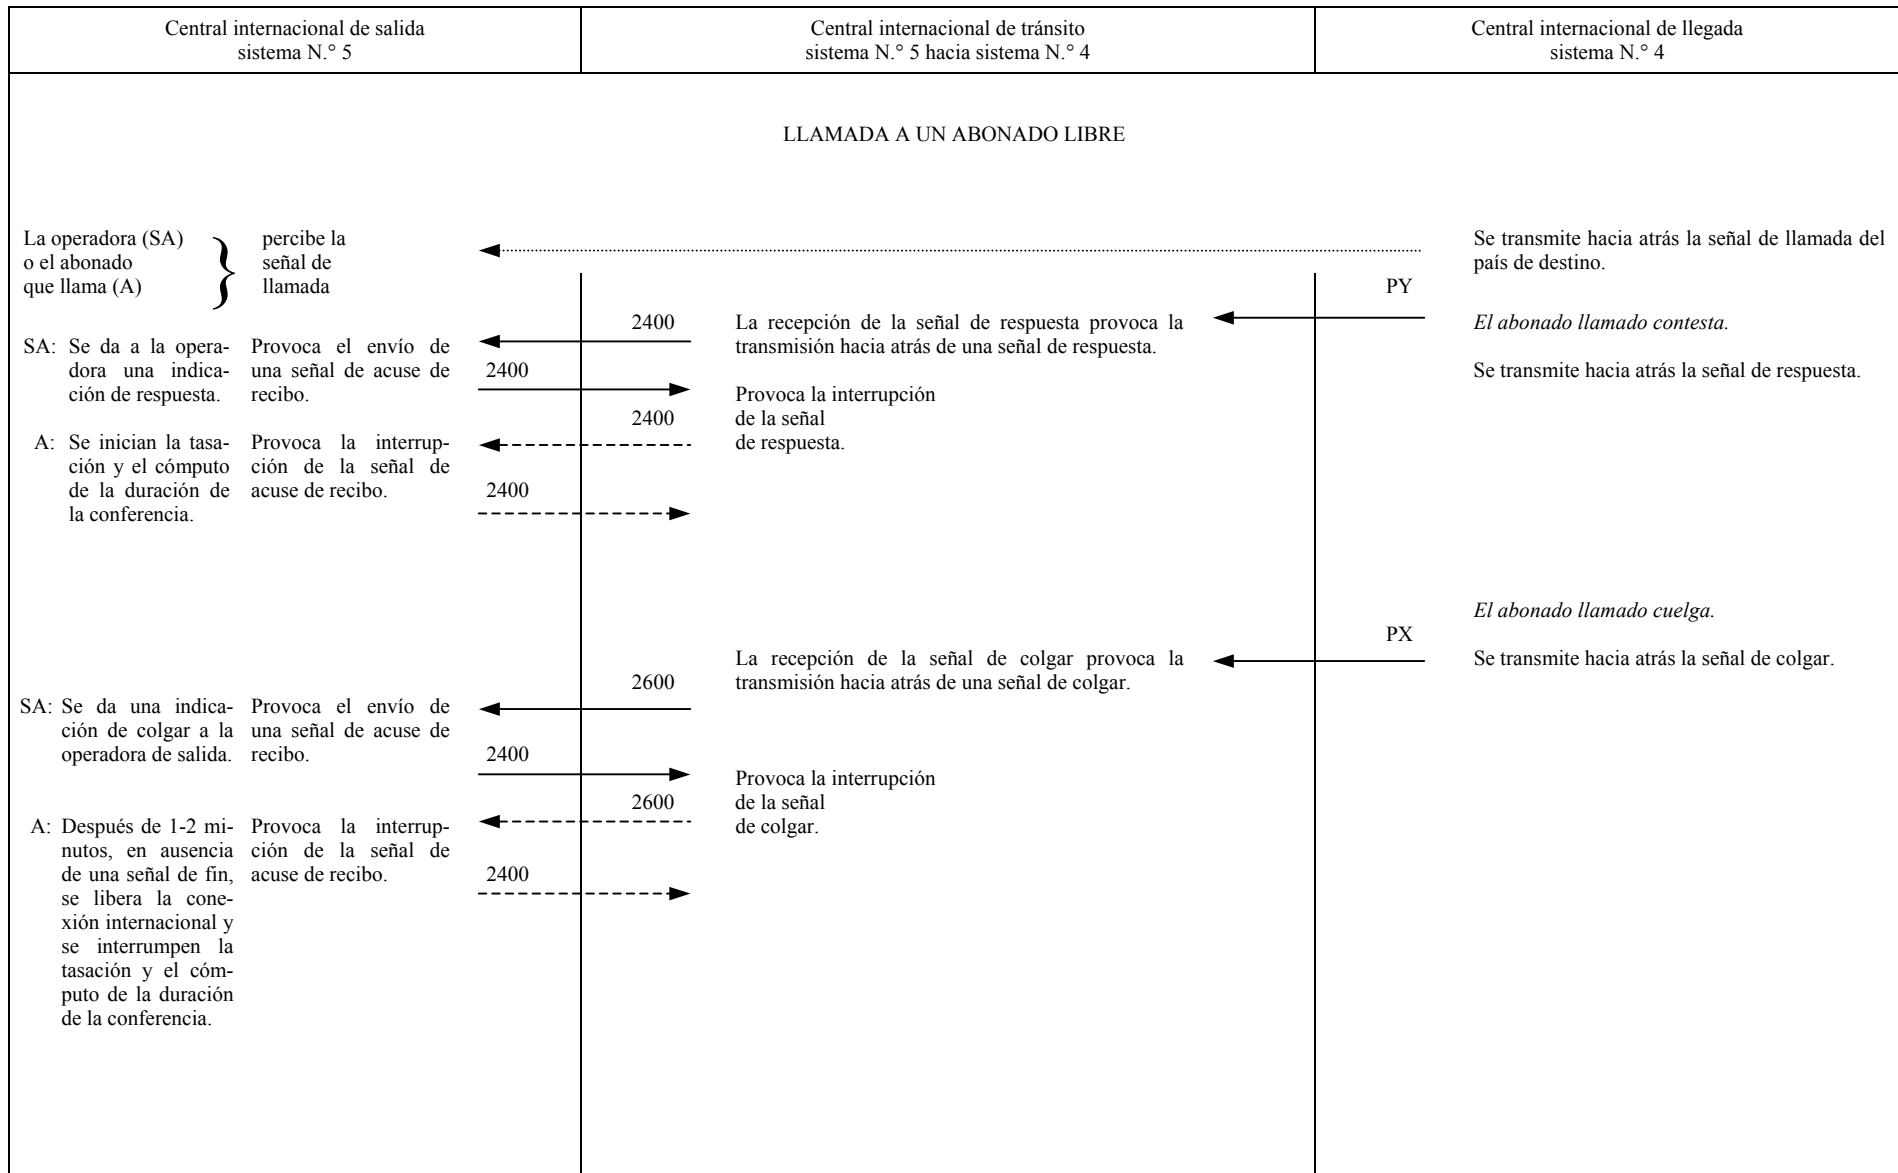 Central internacional de salida
sistema N.° 5
Central internacional de tránsito
sistema N.° 5 hacia sistema N.° 4
Central internacional de llegada
sistema N.° 4
LLAMADA A UN ABONADO LIBRE
La operadora (SA)
o el abonado
que llama (A)
percibe la
señal de
llamada
Se transmite hacia atrás la señal de llamada del
país de destino.
PY
El abonado llamado contesta.
Se transmite hacia atrás la señal de respuesta.
2400
La recepción de la señal de respuesta provoca la
transmisión hacia atrás de una señal de respuesta.
SA: Se da a la opera-
dora una indica-
ción de respuesta.
Provoca el envío de
una señal de acuse de
recibo.
2400
Provoca la interrupción
de la señal
de respuesta.
2400
A: Se inician la tasa-
ción y el cómputo
de la duración de
la conferencia.
Provoca la interrup-
ción de la señal de
acuse de recibo.
2400
El abonado llamado cuelga.
PX
Se transmite hacia atrás la señal de colgar.
La recepción de la señal de colgar provoca la
transmisión hacia atrás de una señal de colgar.
2600
SA: Se da una indica-
ción de colgar a la
operadora de salida.
Provoca el envío de
una señal de acuse de
recibo.
2400
Provoca la interrupción
de la señal
de colgar.
2600
A: Después de 1-2 mi-
nutos, en ausencia
de una señal de fin,
se libera la cone-
xión internacional y
se interrumpen la
tasación y el cóm-
puto de la duración
de la conferencia.
Provoca la interrup-
ción de la señal de
acuse de recibo.
2400